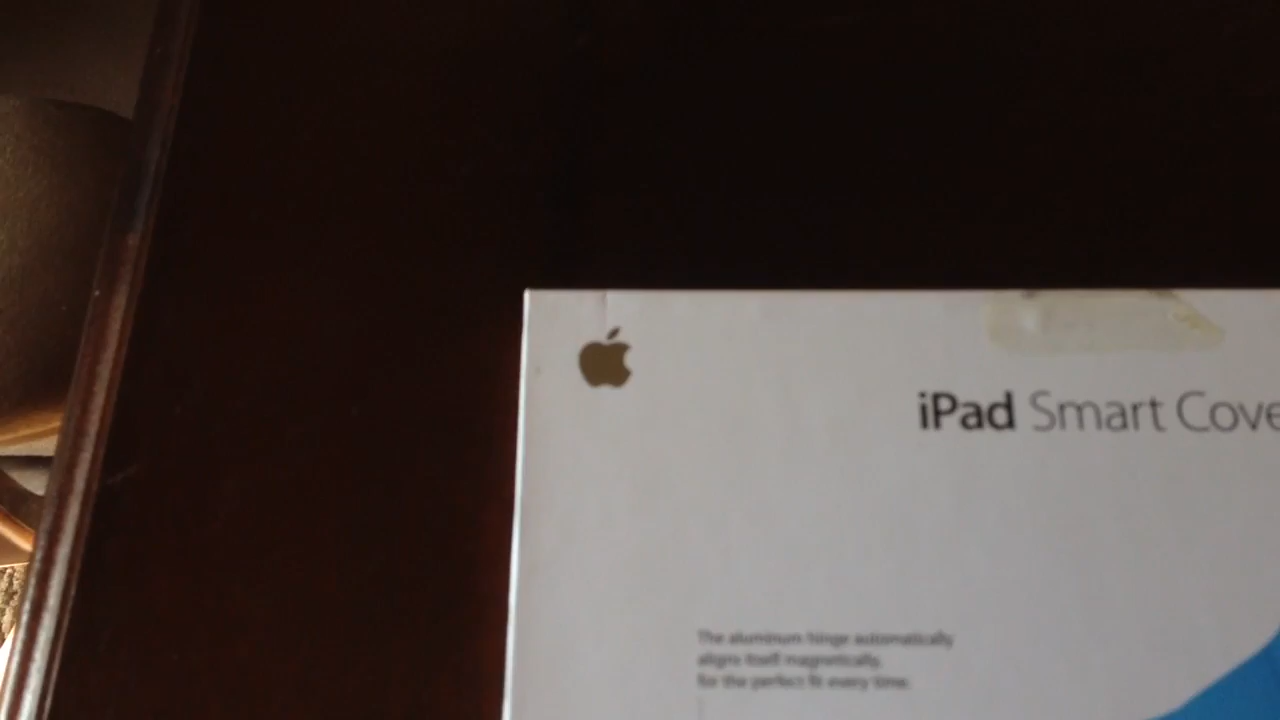 iPad Smart Cove
The aluminum hinge automatically
aligns itself magnetically,
for the perfect fit every time.